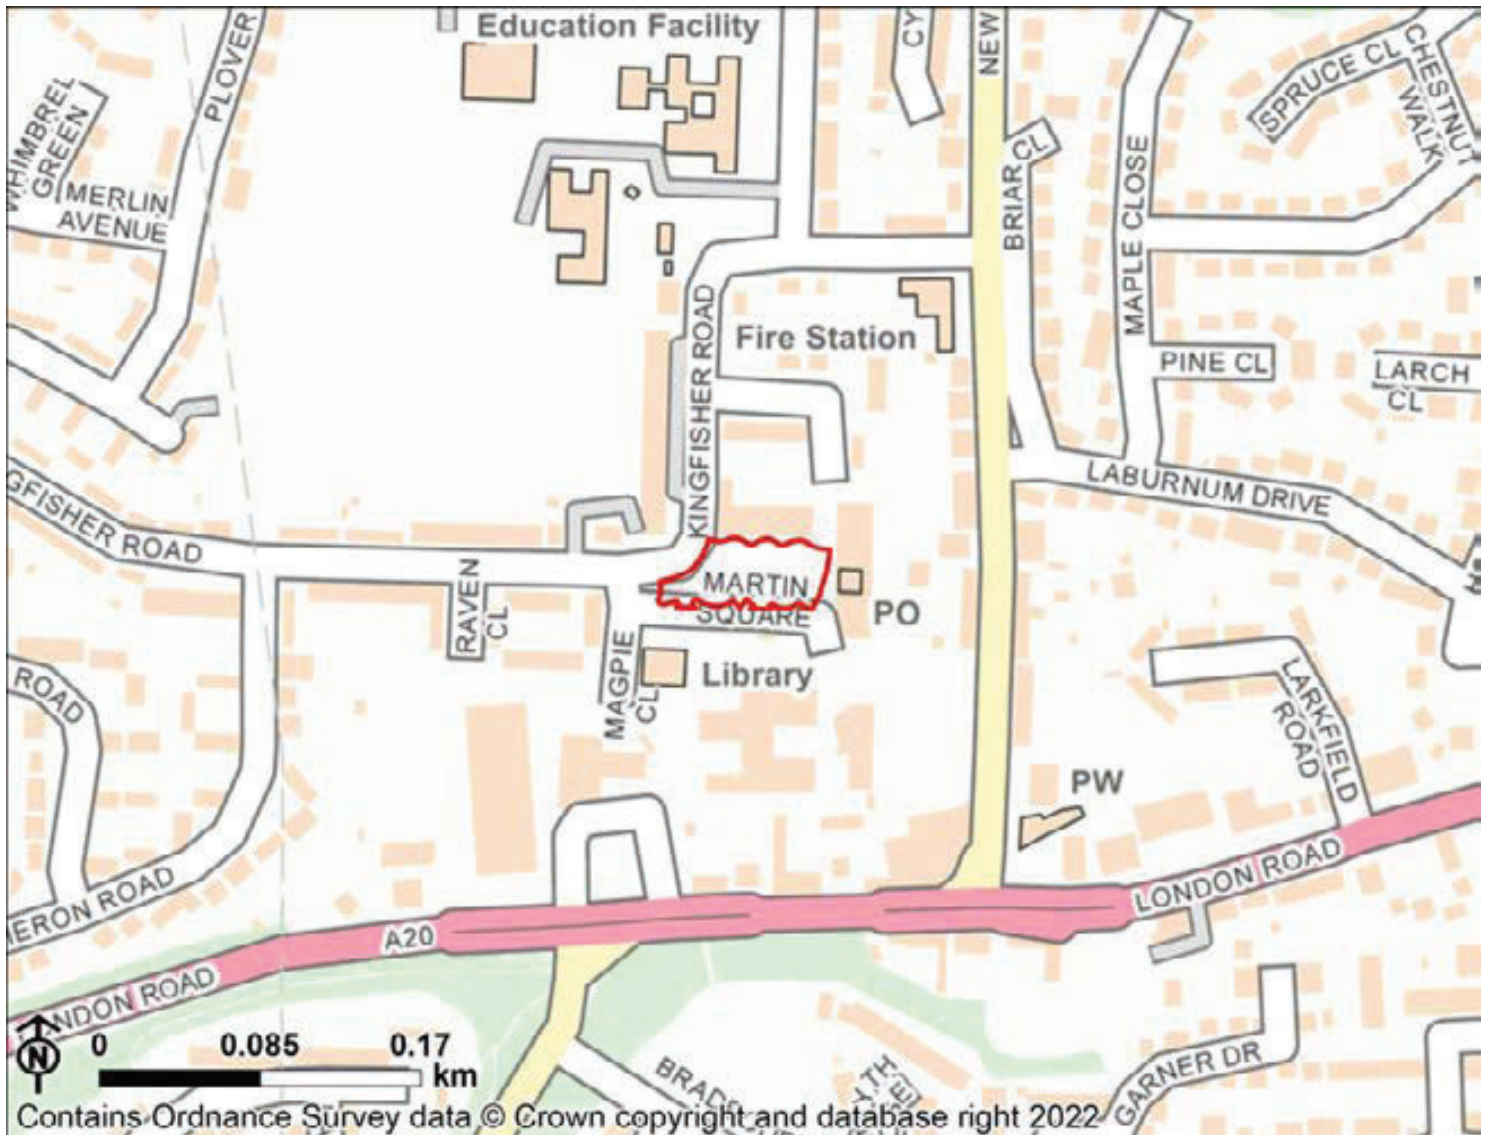 Education Facility
PLOVER
CY
NEW
SPRUCE CL
CHESTNUT
WALK
WHIMBREL
GREEN
MERLIN
AVENUE
BRIAR CL
MAPLE CLOSE
KINGFISHER ROAD
Fire Station
PINE CL
LARCH
CL
LABURNUM DRIVE
GFISHER ROAD
RAVEN
CL
MARTIN
SQUARE
PO
MAGPIE
CL
Library
ROAD
LARKFIELD
ROAD
PW
LONDON ROAD
ERON ROAD
A20
NDON ROAD
N
0 0.085 0.17
km
BRADS
GARNER DR
Contains Ordnance Survey data © Crown copyright and database right 2022